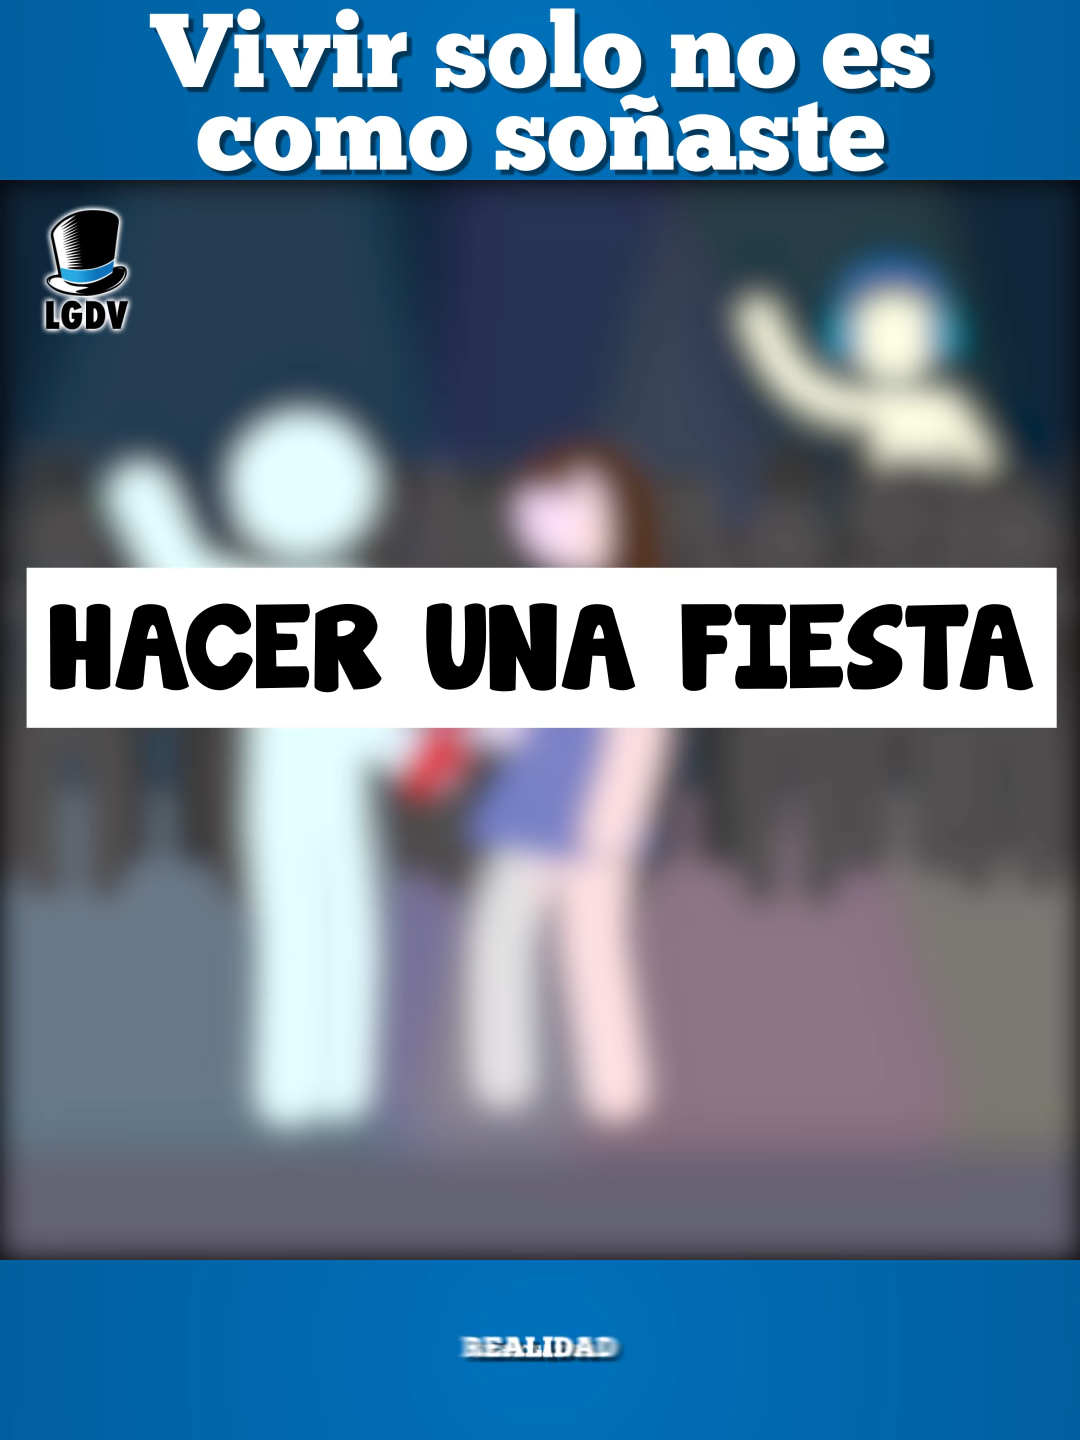 Vivir solo no es
como soñaste
LGDV
HACER UNA FIESTA
REALIDAD